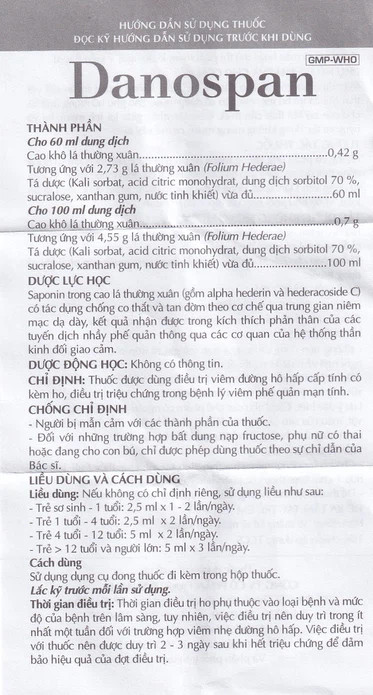 HƯỚNG DẪN SỬ DỤNG THUỐC
ĐỌC KỸ HƯỚNG DẪN SỬ DỤNG TRƯỚC KHI DÙNG
GMP-WHO
Danospan
THÀNH PHẦN
Cho 60 ml dung dịch
Cao khô lá thường xuân..................................................0,42 g
Tương ứng với 2,73 g lá thường xuân (Folium Hederae)
Tá dược (Kali sorbat, acid citric monohydrat, dung dịch sorbitol 70 %,
sucralose, xanthan gum, nước tinh khiết) vừa đủ....................60 ml
Cho 100 ml dung dịch
Cao khô lá thường xuân..................................................0,7 g
Tương ứng với 4,55 g lá thường xuân (Folium Hederae)
Tá dược (Kali sorbat, acid citric monohydrat, dung dịch sorbitol 70 %,
sucralose, xanthan gum, nước tinh khiết) vừa đủ..................100 ml
DƯỢC LỰC HỌC
Saponin trong cao lá thường xuân (gồm alpha hederin và hederacoside C)
có tác dụng chống co thắt và tan đờm theo cơ chế qua trung gian niêm
mạc dạ dày, kết quả nhận được trong kích thích phản thân của các
tuyến dịch nhầy phế quản thông qua các cơ quan của hệ thống thần
kinh đối giao cảm.
DƯỢC ĐỘNG HỌC: Không có thông tin.
CHỈ ĐỊNH: Thuốc được dùng điều trị viêm đường hô hấp cấp tính có
kèm ho, điều trị triệu chứng trong bệnh lý viêm phế quản mạn tính.
CHỐNG CHỈ ĐỊNH
- Người bị mẫn cảm với các thành phần của thuốc.
- Đối với những trường hợp bất dung nạp fructose, phụ nữ có thai
hoặc đang cho con bú, chỉ được phép dùng thuốc theo sự chỉ dẫn của
Bác sĩ.
LIỀU DÙNG VÀ CÁCH DÙNG
Liều dùng: Nếu không có chỉ định riêng, sử dụng liều như sau:
- Trẻ sơ sinh - 1 tuổi: 2,5 ml x 1 - 2 lần/ngày.
- Trẻ 1 tuổi - 4 tuổi: 2,5 ml x 2 lần/ngày.
- Trẻ 4 tuổi - 12 tuổi: 5 ml x 2 lần/ngày.
- Trẻ > 12 tuổi và người lớn: 5 ml x 3 lần/ngày.
Cách dùng
Sử dụng dụng cụ đong thuốc đi kèm trong hộp thuốc.
Lắc kỹ trước mỗi lần sử dụng.
Thời gian điều trị: Thời gian điều trị ho phụ thuộc vào loại bệnh và mức
độ của bệnh trên lâm sàng, tuy nhiên, việc điều trị nên duy trì trong ít
nhất một tuần đối với trường hợp viêm nhẹ đường hô hấp. Việc điều trị
với thuốc nên được duy trì 2 - 3 ngày sau khi hết triệu chứng để đảm
bảo hiệu quả của đợt điều trị.